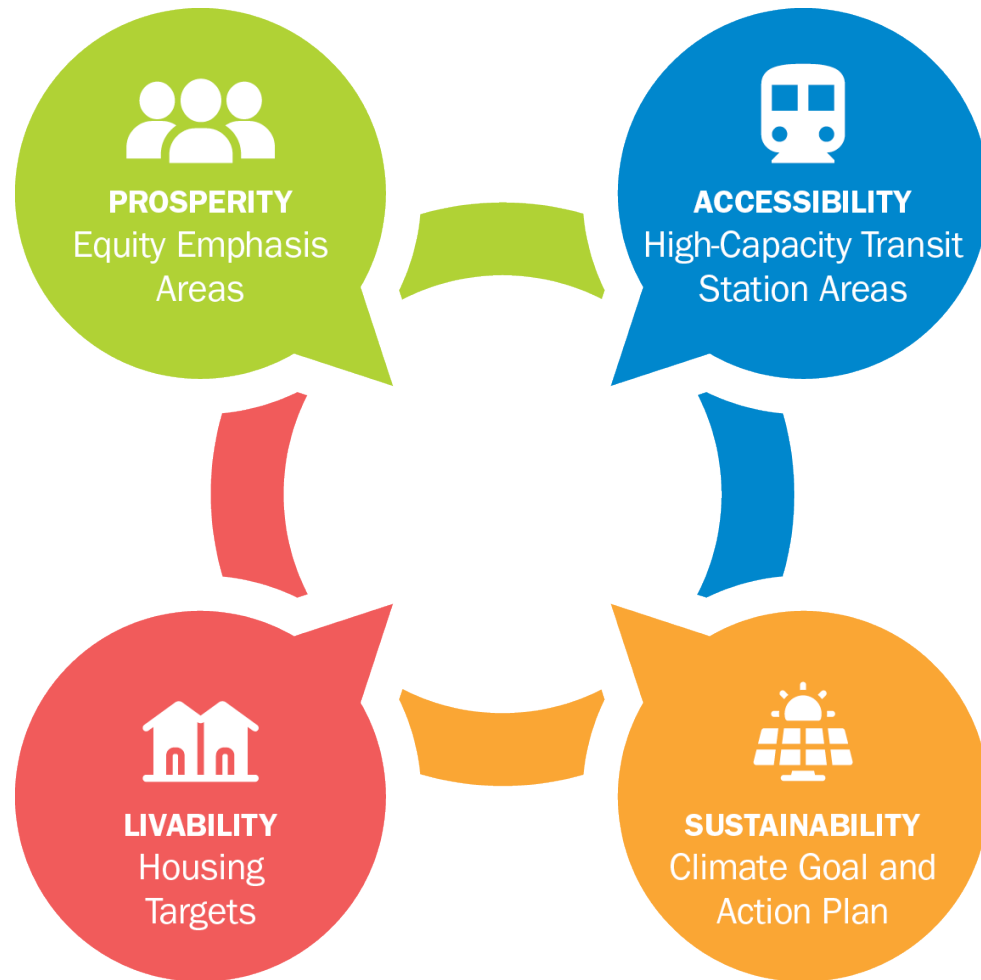 PROSPERITY
Equity Emphasis
Areas
ACCESSIBILITY
High-Capacity Transit
Station Areas
LIVABILITY
Housing
Targets
SUSTAINABILITY
Climate Goal and
Action Plan